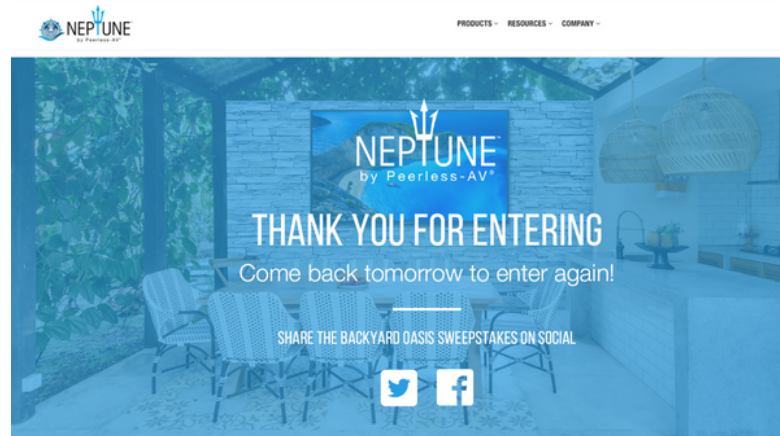 NEPTUNE
by Peerless-AV®
PRODUCTS
RESOURCES
COMPANY
NEPTUNE™
by Peerless-AV®
THANK YOU FOR ENTERING
Come back tomorrow to enter again!
SHARE THE BACKYARD OASIS SWEEPSTAKES ON SOCIAL